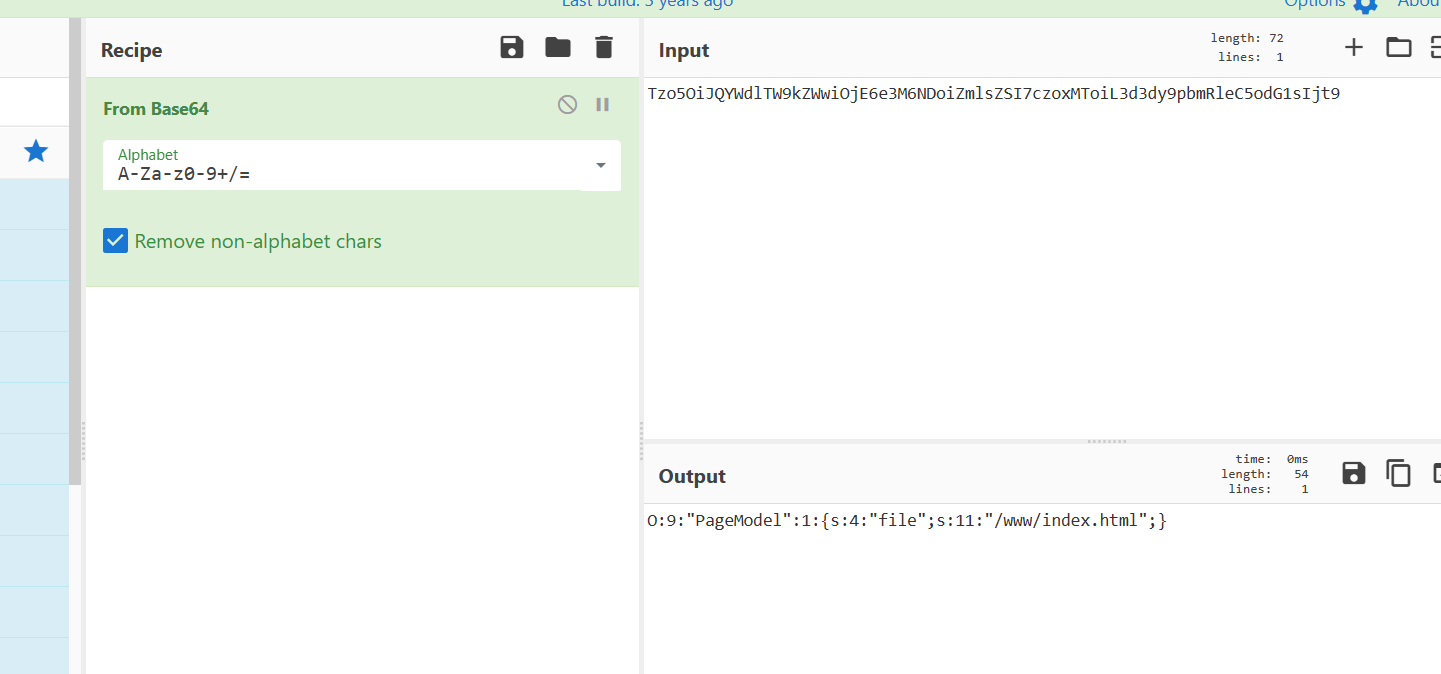 Last build: 3 years ago
Options
Recipe
Input
length: 72
lines: 1
From Base64
Alphabet
A-Za-z0-9+/=
Remove non-alphabet chars
Tzo5OiJQYWdlTW9kZWwiOjE6e3M6NDoiZmlsZSI7czoxMToiL3d3dy9pbmRleC5odG1sIjt9
Output
time: 0ms
length: 54
lines: 1
O:9:"PageModel":1:{s:4:"file";s:11:"/www/index.html";}